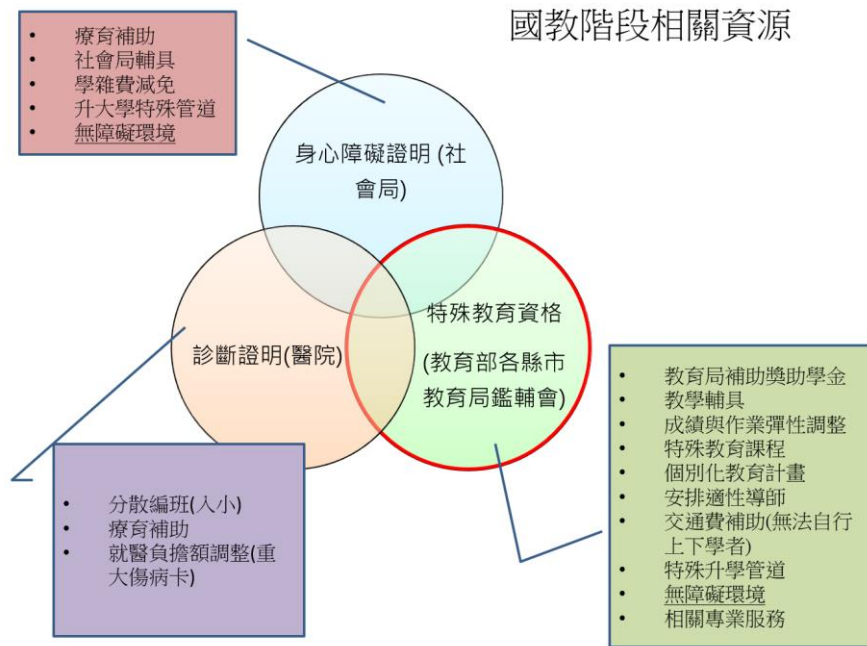 國教階段相關資源
• 療育補助
• 社會局輔具
• 學雜費減免
• 升大學特殊管道
• 無障礙環境
身心障礙證明 (社
會局)
特殊教育資格
(教育部各縣市
教育局鑑輔會)
診斷證明(醫院)
• 教育局補助獎助學金
• 教學輔具
• 成績與作業彈性調整
• 特殊教育課程
• 個別化教育計畫
• 安排適性導師
• 交通費補助(無法自行
上下學者)
• 特殊升學管道
• 無障礙環境
• 相關專業服務
• 分散編班(入小)
• 療育補助
• 就醫負擔額調整(重
大傷病卡)